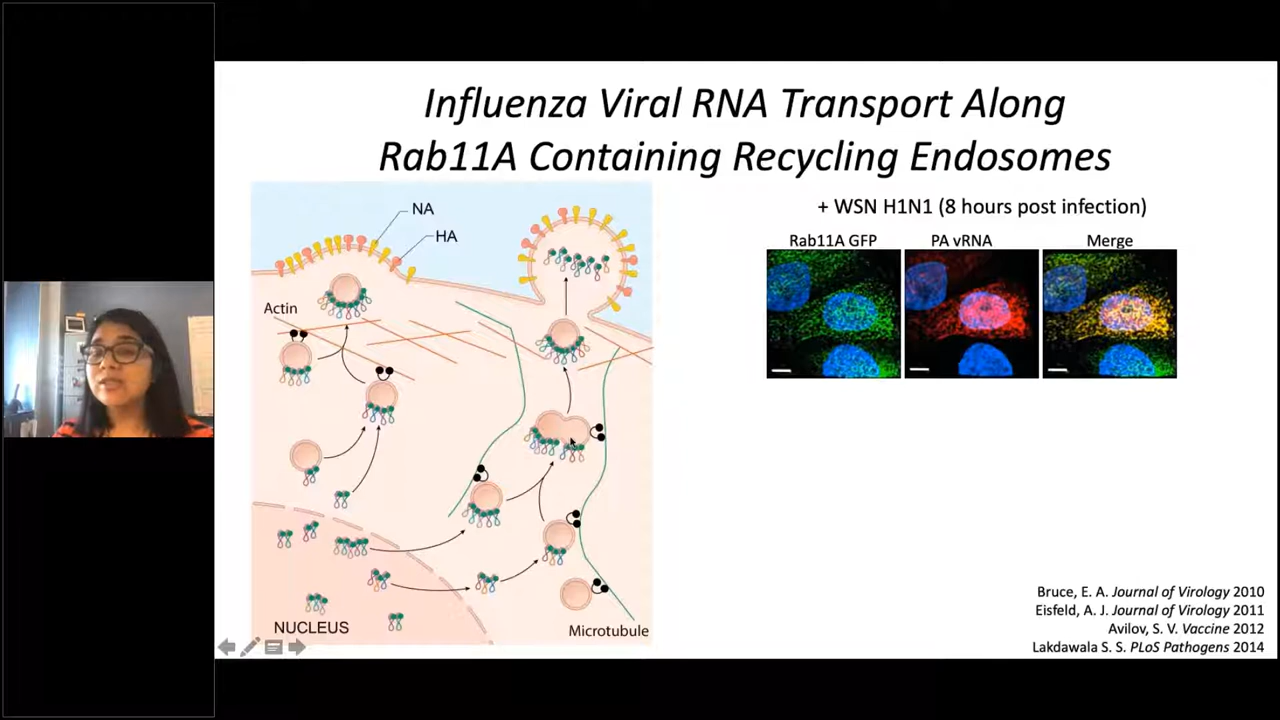 Influenza Viral RNA Transport Along
Rab11A Containing Recycling Endosomes
NA
HA
Actin
NUCLEUS
Microtubule
+ WSN H1N1 (8 hours post infection)
Rab11A GFP
PA vRNA
Merge
Bruce, E. A. Journal of Virology 2010
Eisfeld, A. J. Journal of Virology 2011
Avilov, S. V. Vaccine 2012
Lakdawala S. S. PLoS Pathogens 2014